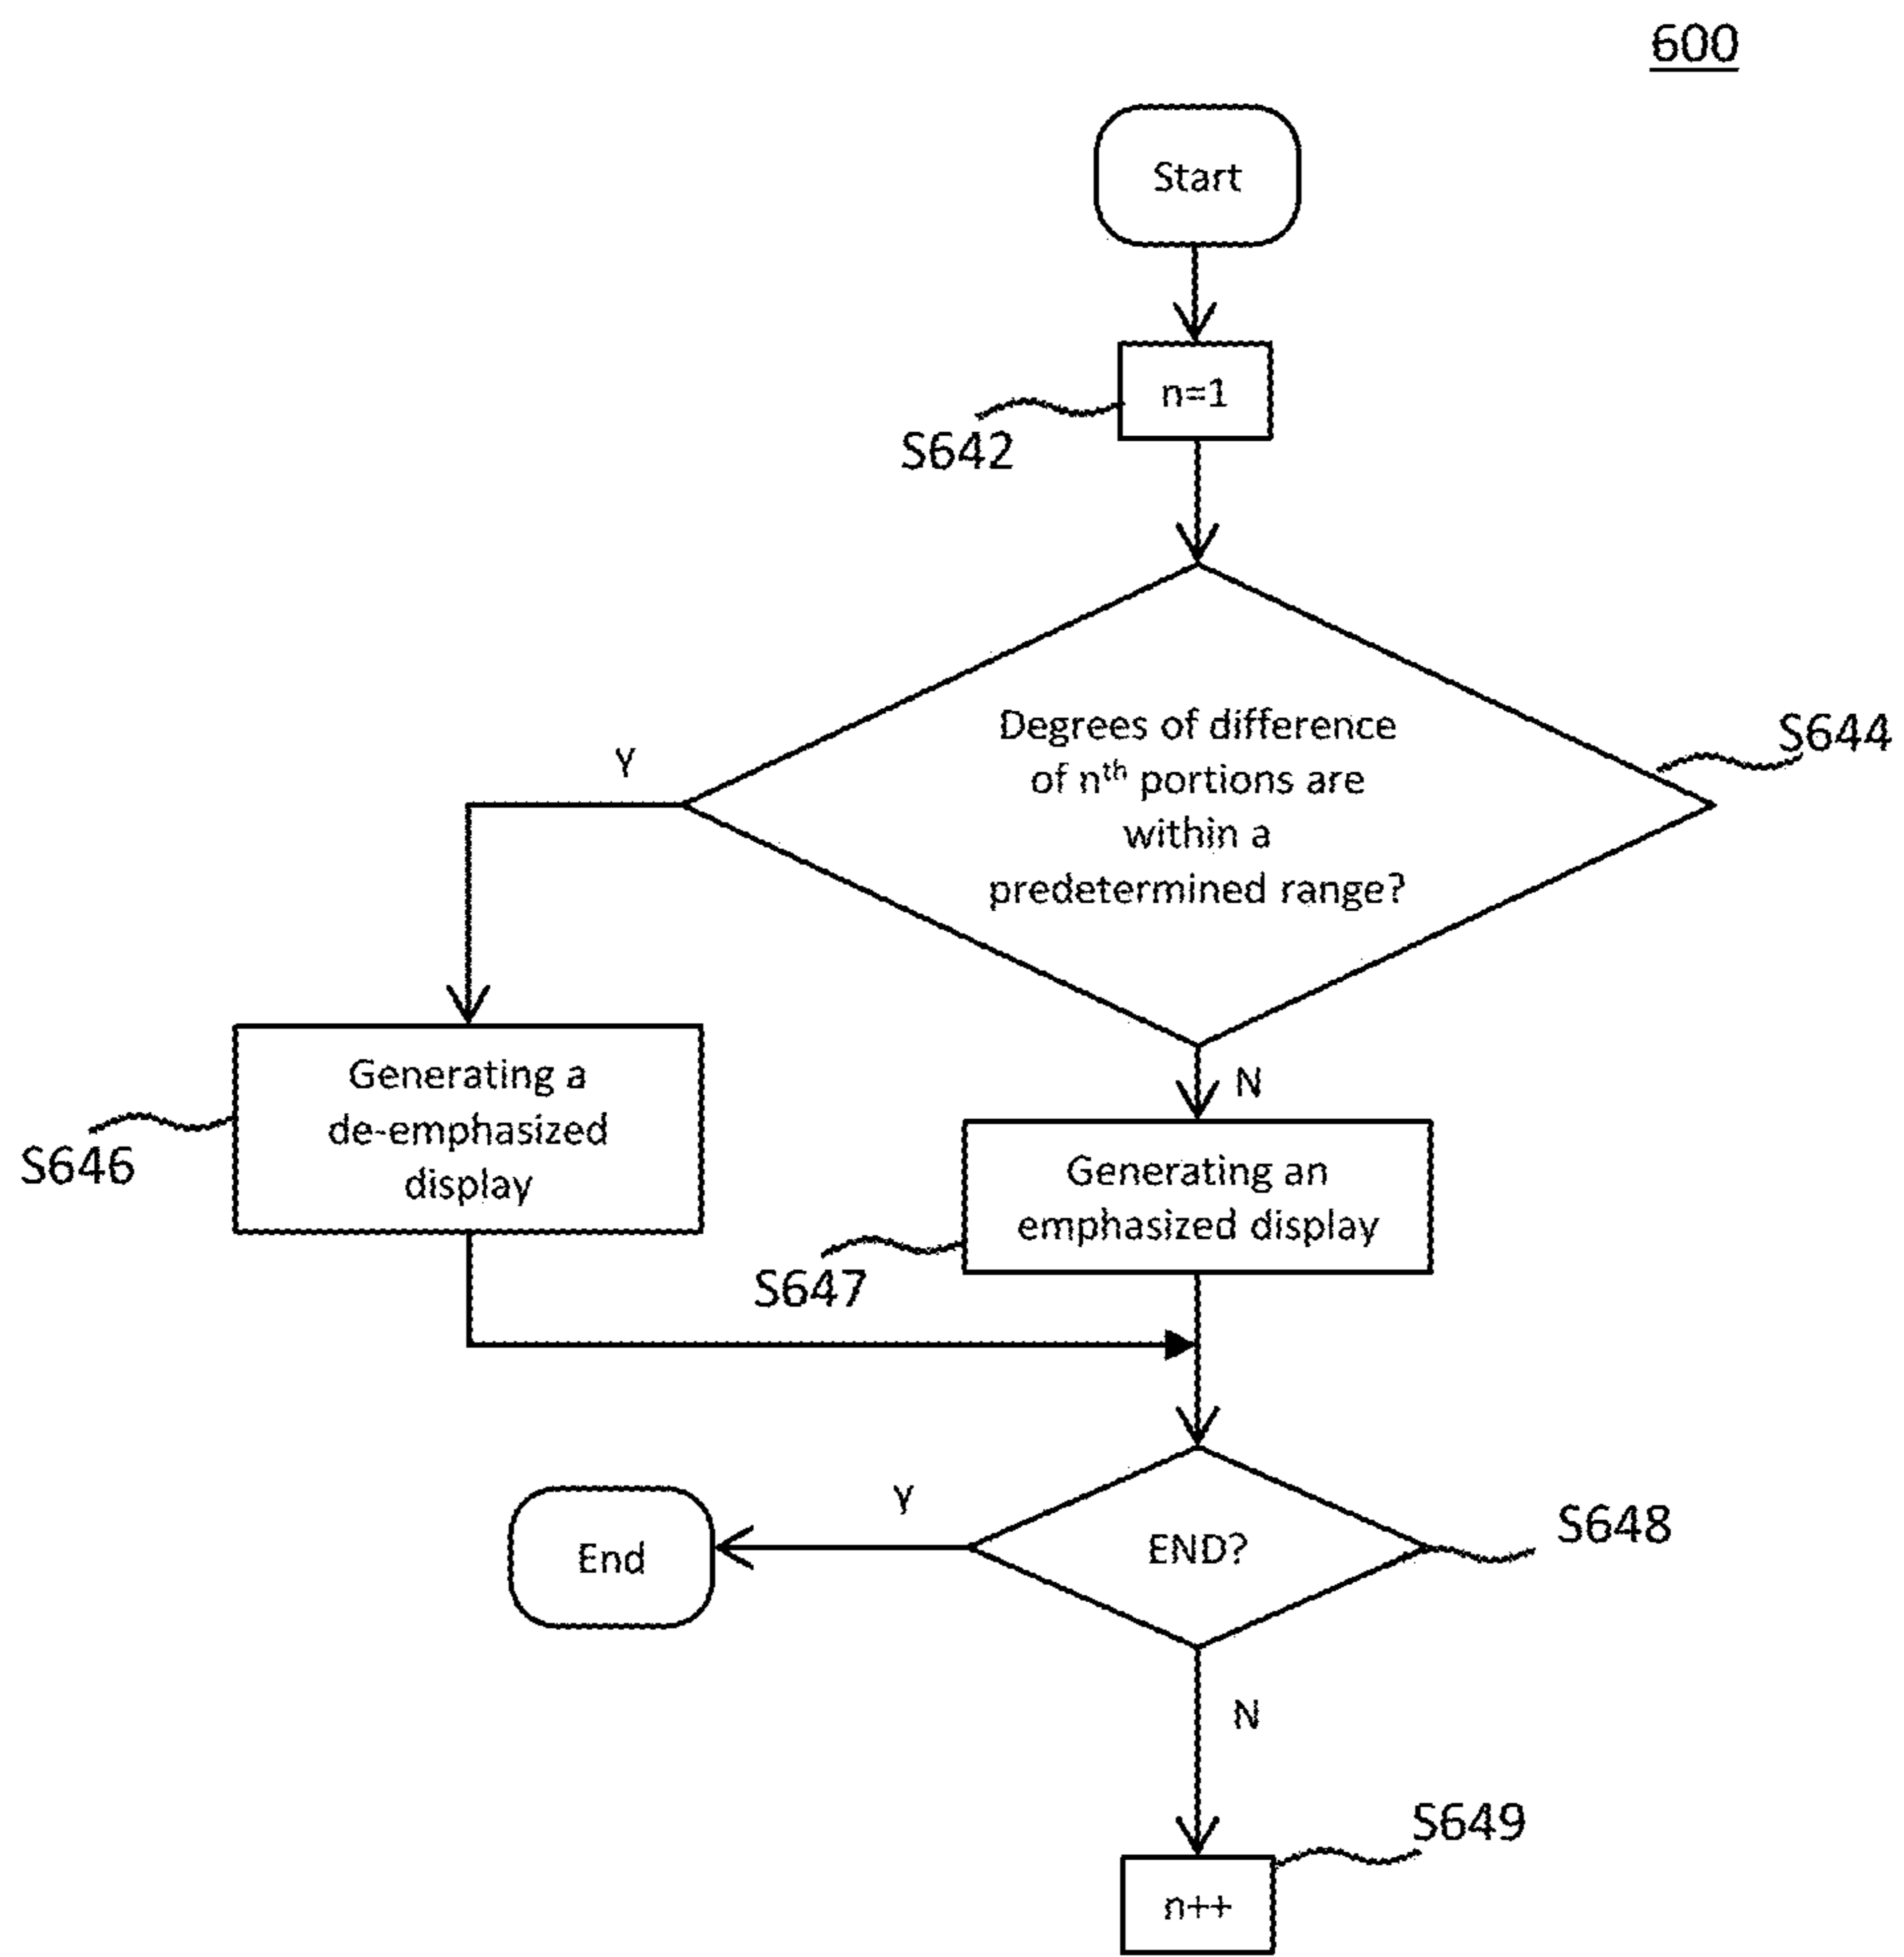 600
Start
n=1
S642
Degrees of difference
of nth portions are
within a
predetermined range?
S644
Y
N
Generating a
de-emphasized
display
S646
Generating an
emphasized display
S647
END?
S648
Y
End
N
S649
n++